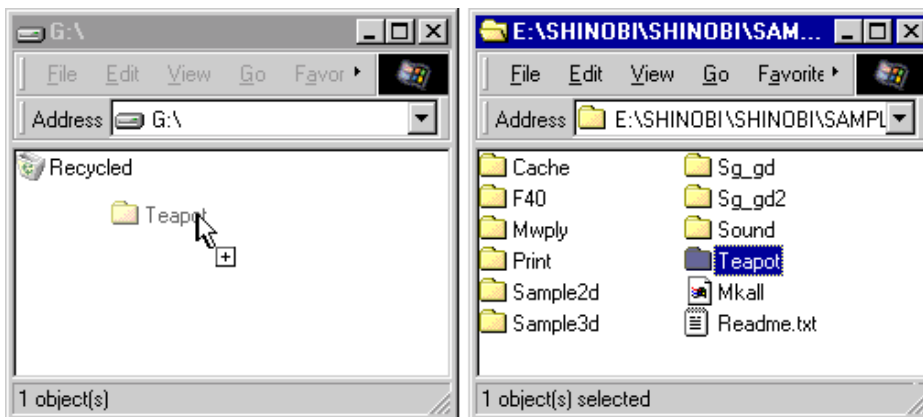 G:\
File Edit View Go Favor
Address G:\
Recycled
Teapot
1 object(s)
E:\SHINOBI\SHINOBI\SAM...
File Edit View Go Favorite
Address E:\SHINOBI\SHINOBI\SAMPL
Cache
F40
Mwply
Print
Sample2d
Sample3d
Sg_gd
Sg_gd2
Sound
Teapot
Mkall
Readme.txt
1 object(s) selected